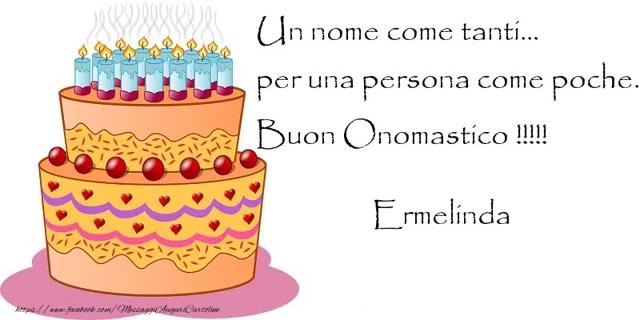 Un nome come tanti...
per una persona come poche.
Buon Onomastico !!!!!
Ermelinda
https://www.facebook.com/MessaggiAuguriCartoline